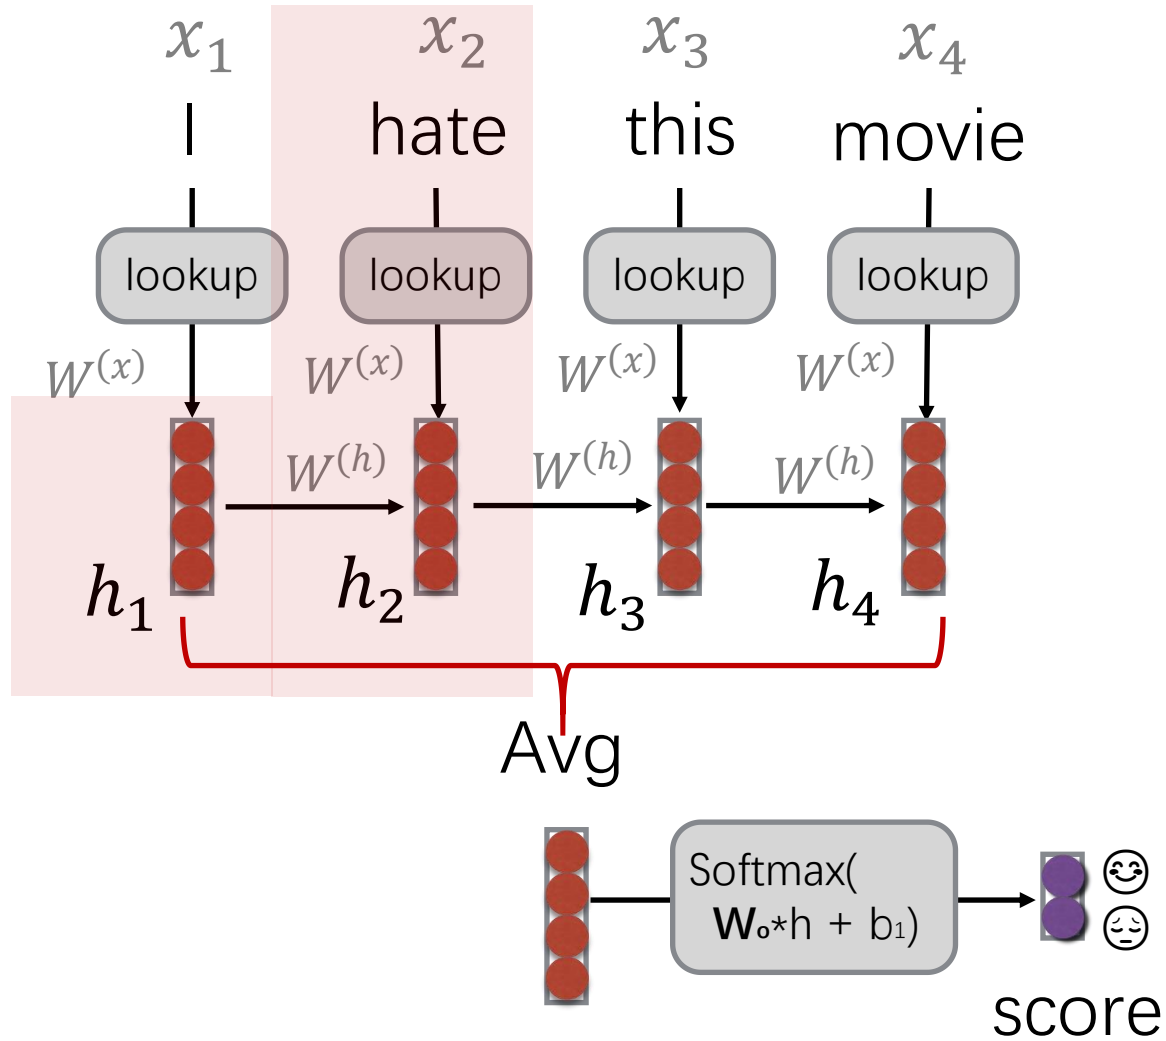 x₁ x₂ x₃ x₄
I hate this movie
lookup lookup lookup lookup
W⁽ˣ⁾ W⁽ˣ⁾ W⁽ˣ⁾ W⁽ˣ⁾
W⁽ʰ⁾ W⁽ʰ⁾ W⁽ʰ⁾
h₁ h₂ h₃ h₄
Avg
Softmax(
Wₒ*h + b₁)
score